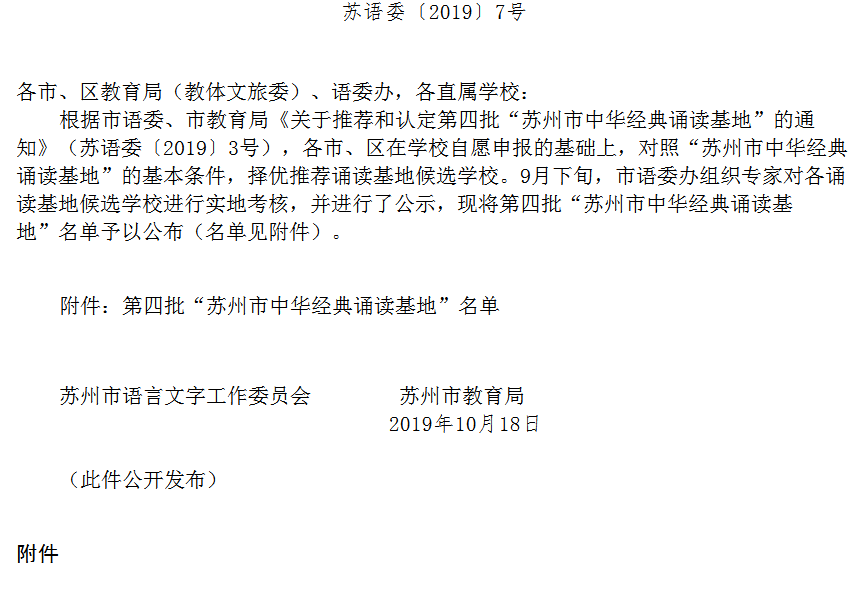 苏语委〔2019〕7号
各市、区教育局（教体文旅委）、语委办，各直属学校：
根据市语委、市教育局《关于推荐和认定第四批“苏州市中华经典诵读基地”的通
知》（苏语委〔2019〕3号），各市、区在学校自愿申报的基础上，对照“苏州市中华经典
诵读基地”的基本条件，择优推荐诵读基地候选学校。9月下旬，市语委办组织专家对各诵
读基地候选学校进行实地考核，并进行了公示，现将第四批“苏州市中华经典诵读基
地”名单予以公布（名单见附件）。
附件：第四批“苏州市中华经典诵读基地”名单
苏州市语言文字工作委员会 苏州市教育局
2019年10月18日
（此件公开发布）
附件